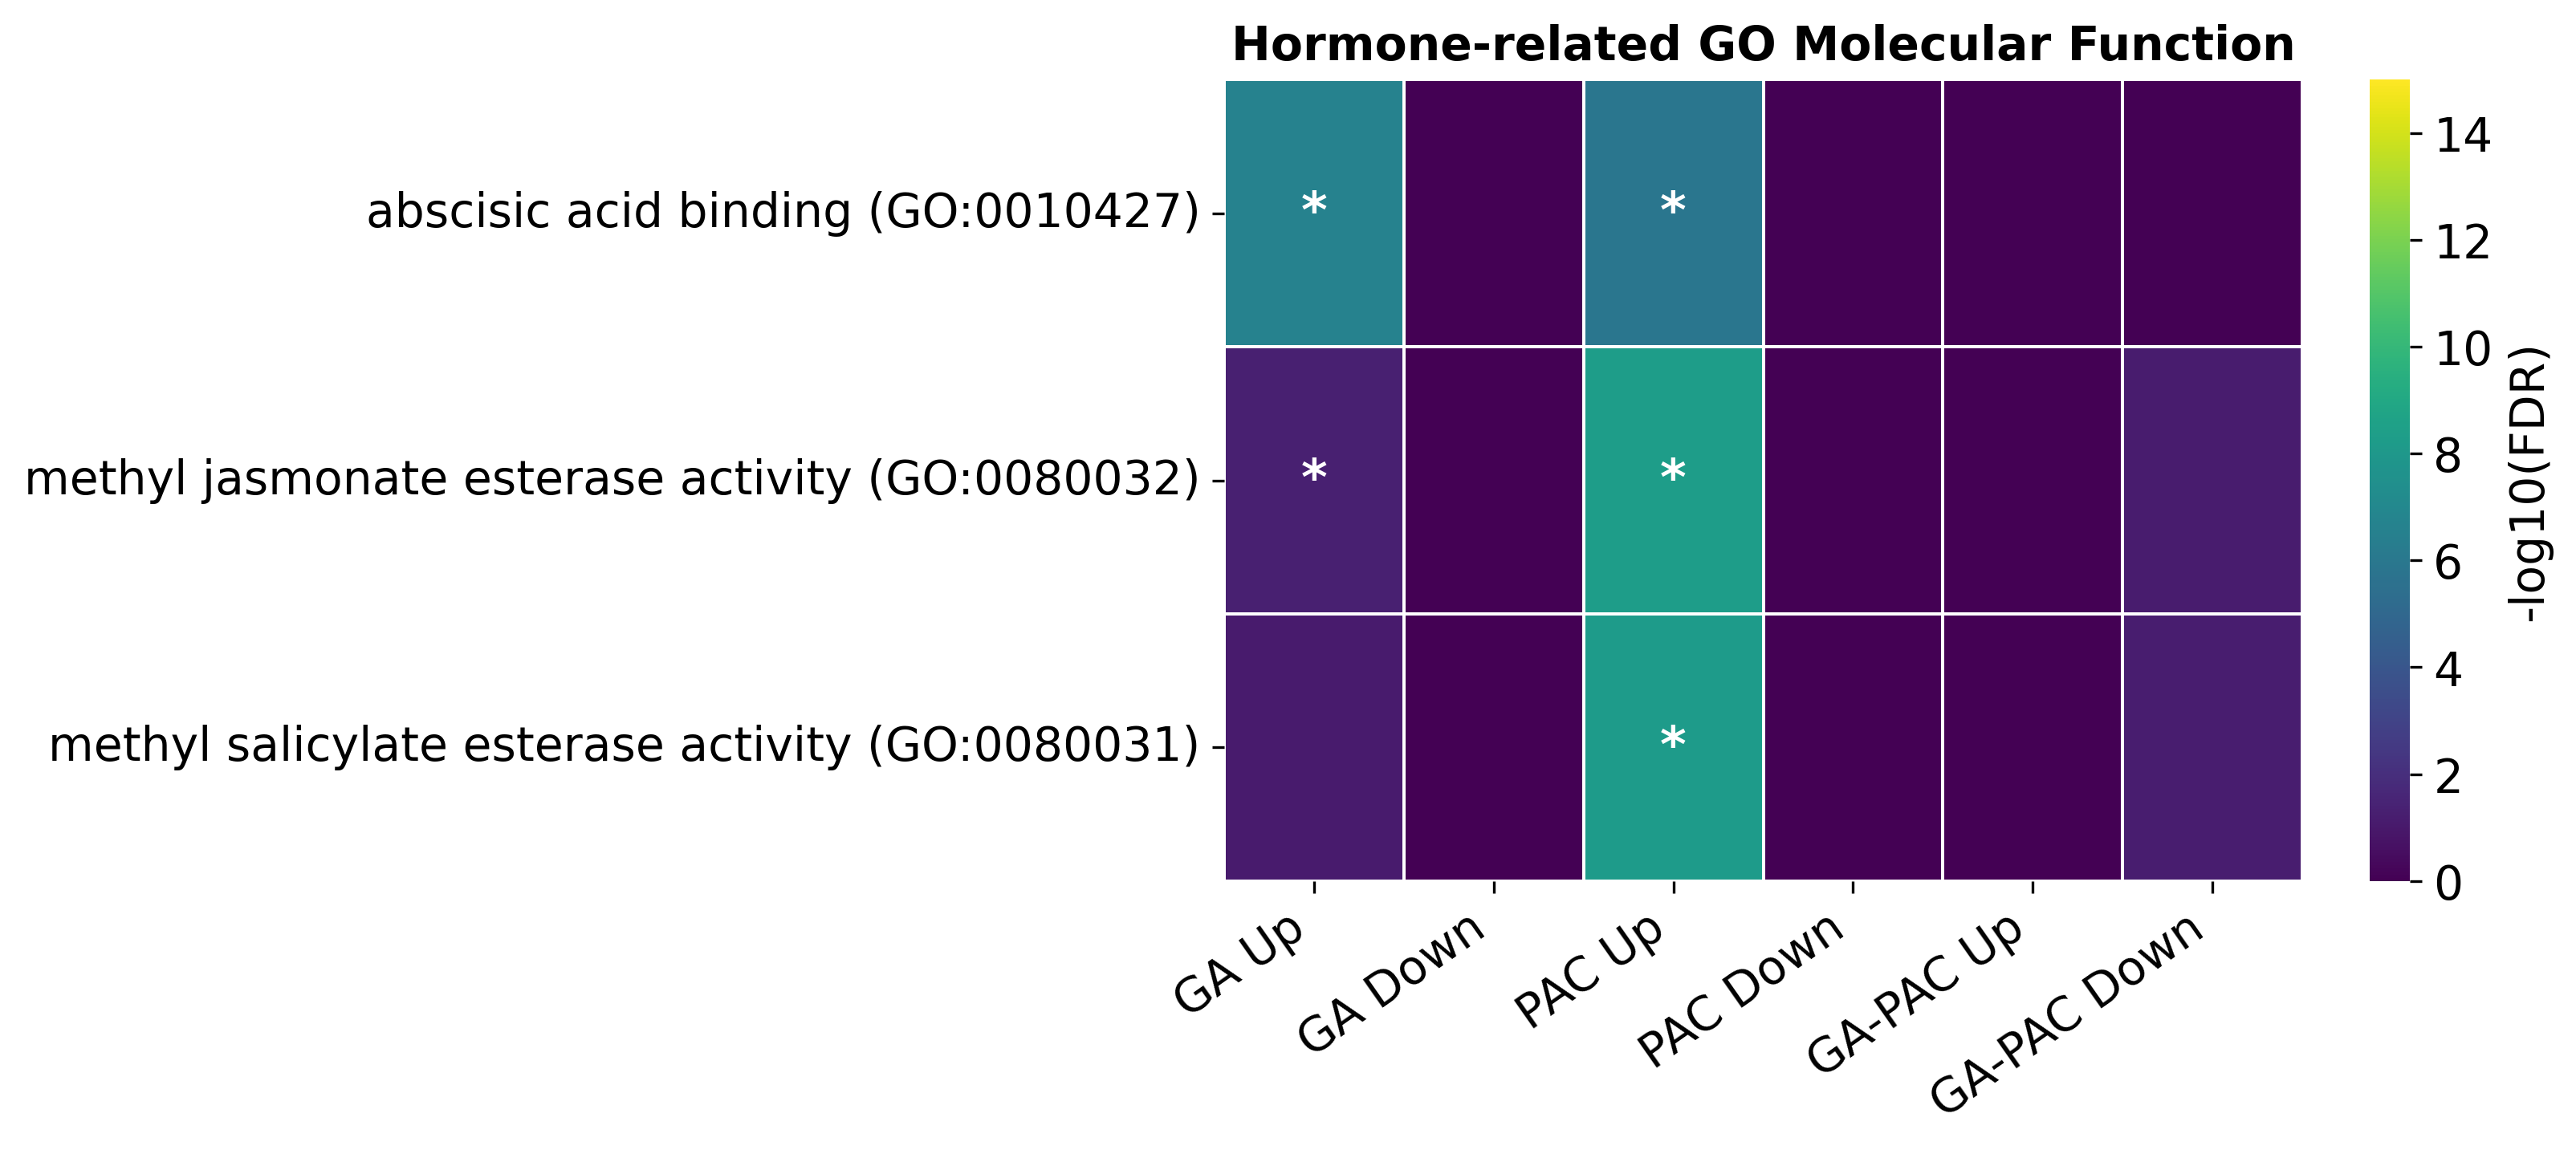 Hormone-related GO Molecular Function
abscisic acid binding (GO:0010427)
methyl jasmonate esterase activity (GO:0080032)
methyl salicylate esterase activity (GO:0080031)
* *
* *
*
GA Up
GA Down
PAC Up
PAC Down
GA-PAC Up
GA-PAC Down
14
12
10
8
6
4
2
0
-log10(FDR)